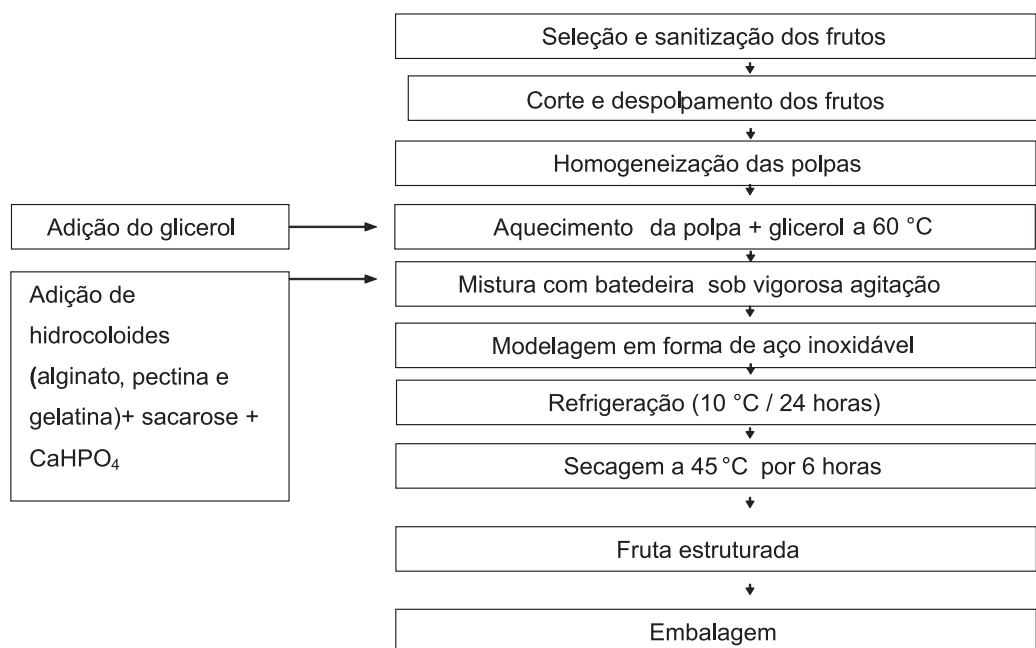 Seleção e sanitização dos frutos
Corte e despolpamento dos frutos
Homogeneização das polpas
Adição do glicerol
Aquecimento da polpa + glicerol a 60 °C
Adição de
hidrocoloides
(alginato, pectina e
gelatina)+ sacarose +
CaHPO₄
Mistura com batedeira sob vigorosa agitação
Modelagem em forma de aço inoxidável
Refrigeração (10 °C / 24 horas)
Secagem a 45 °C por 6 horas
Fruta estruturada
Embalagem